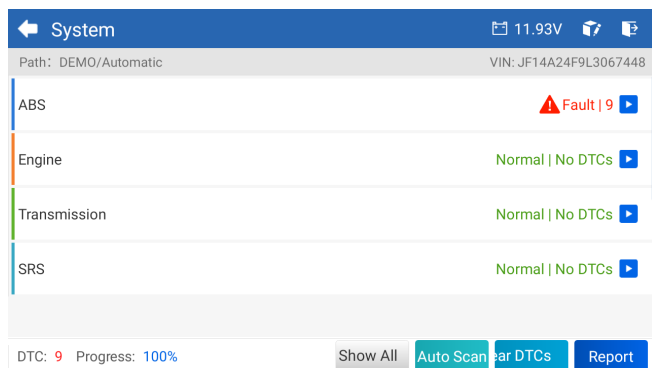 System 11.93V
Path: DEMO/Automatic VIN: JF14A24F9L3067448
ABS Fault | 9
Engine Normal | No DTCs
Transmission Normal | No DTCs
SRS Normal | No DTCs
DTC: 9 Progress: 100% Show All Auto Scan ear DTCs Report